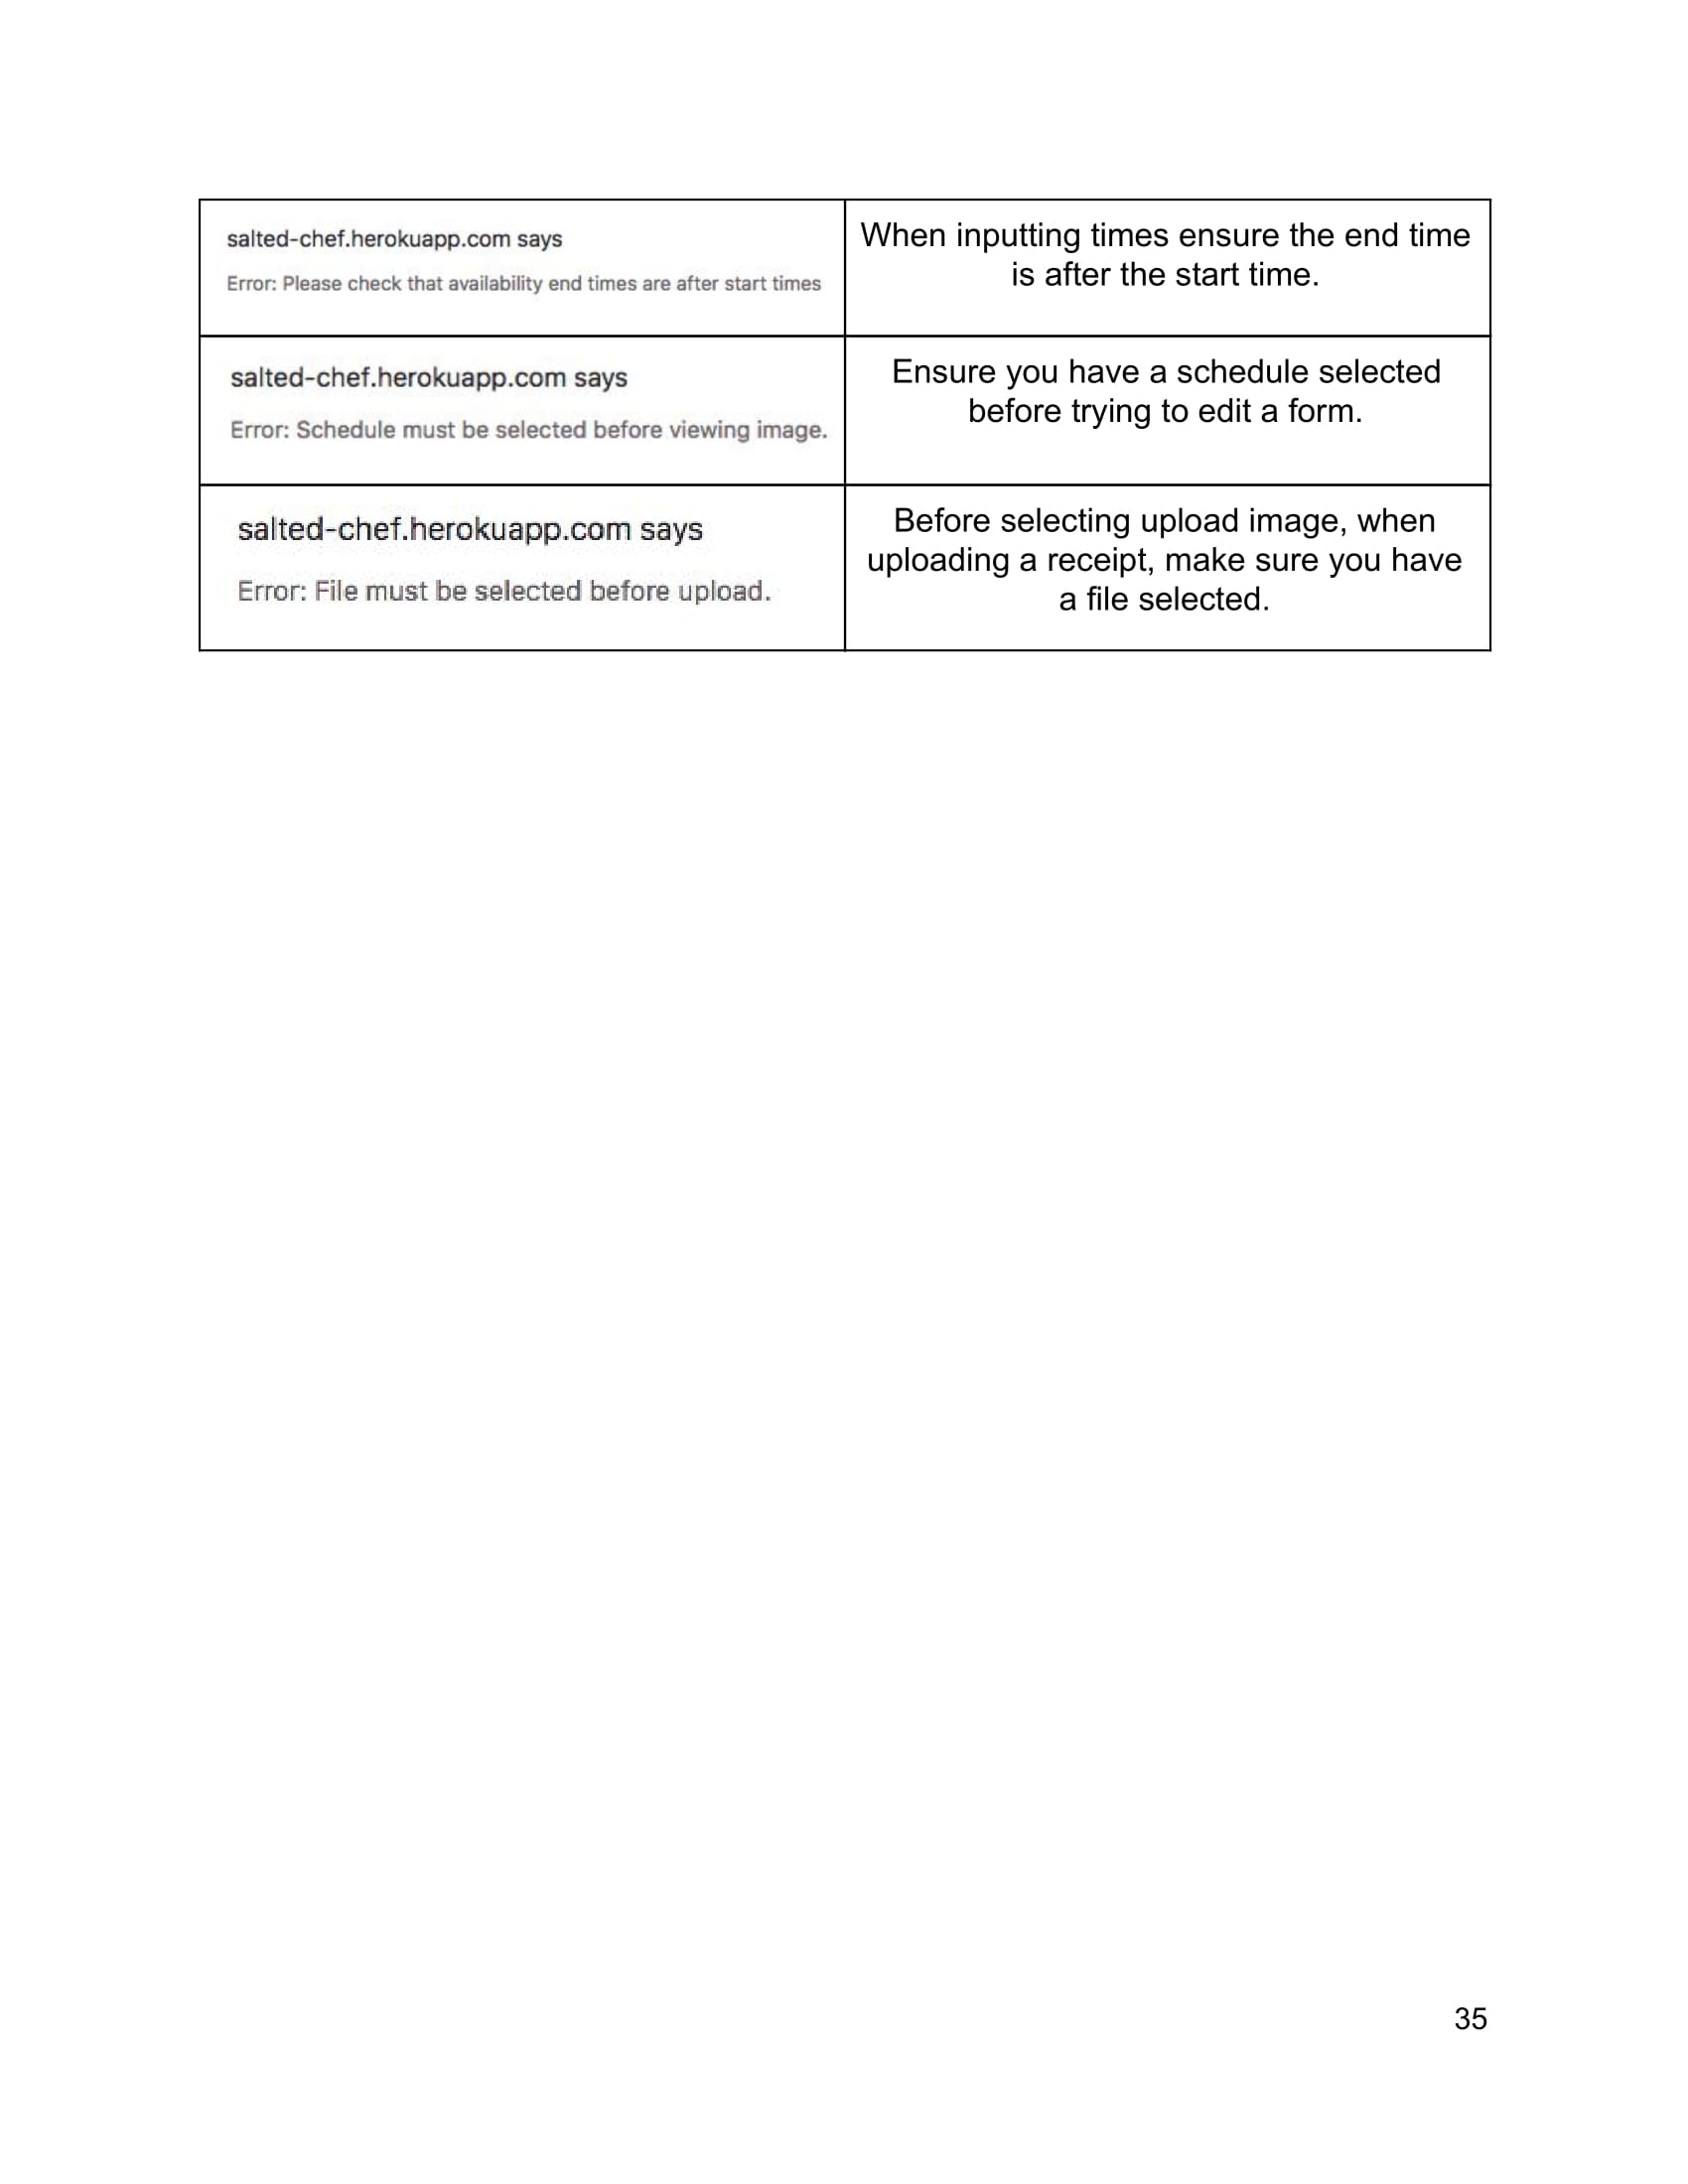 salted-chef.herokuapp.com says
Error: Please check that availability end times are after start times
When inputting times ensure the end time
is after the start time.
salted-chef.herokuapp.com says
Error: Schedule must be selected before viewing image.
Ensure you have a schedule selected
before trying to edit a form.
salted-chef.herokuapp.com says
Error: File must be selected before upload.
Before selecting upload image, when
uploading a receipt, make sure you have
a file selected.
35